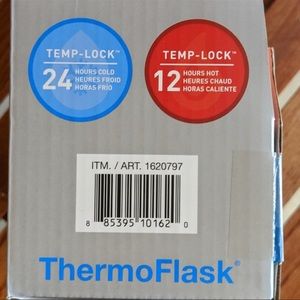 TEMP-LOCK™
24 HOURS COLD
HEURES FROID
HORAS FRÍO
TEMP-LOCK™
12 HOURS HOT
HEURES CHAUD
HORAS CALIENTE
ITM. / ART. 1620797
8 85395 10162 0
ThermoFlask®